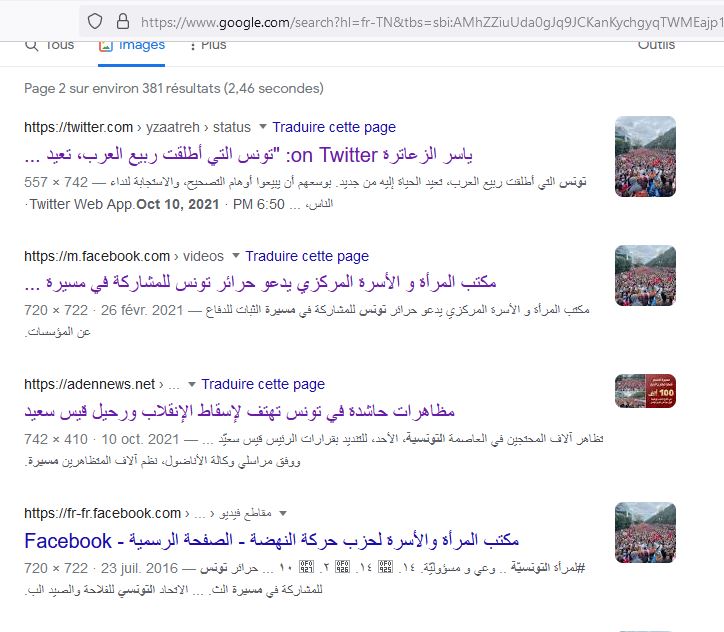 https://www.google.com/search?hl=fr-TN&tbs=sbi:AMhZZiuUda0gJq9JCKanKychgyqTWMEajp1
Tous Images Plus Outils
Page 2 sur environ 381 résultats (2,46 secondes)
https://twitter.com › yzaatreh › status Traduire cette page
ياسر الزعاترة on Twitter: "تونس التي أطلقت ربيع العرب، تعيد ...
557 × 742 — تونس التي أطلقت ربيع العرب، تعيد الحياة إليه من جديد. بوسعهم أن يبيعوا أوهام التصحيح، والاستجابة لنداء
الناس، ... 6:50 PM · Oct 10, 2021·Twitter Web App.
https://m.facebook.com › videos Traduire cette page
مكتب المرأة و الأسرة المركزي يدعو حرائر تونس للمشاركة في مسيرة ...
720 × 722 · 26 févr. 2021 — مكتب المرأة و الأسرة المركزي يدعو حرائر تونس للمشاركة في مسيرة الثبات للدفاع
عن المؤسسات.
https://adennews.net › ... Traduire cette page
مظاهرات حاشدة في تونس تهتف لإسقاط الإنقلاب ورحيل قيس سعيد
742 × 410 · 10 oct. 2021 — تظاهر آلاف المحتجين في العاصمة التونسية، الأحد، للتنديد بقرارات الرئيس قيس سعيّد ...
ووفق مراسلي وكالة الأناضول، نظم آلاف المتظاهرين مسيرة.
https://fr-fr.facebook.com › ... › مقاطع فيديو
مكتب المرأة والأسرة لحزب حركة النهضة - الصفحة الرسمية - Facebook
720 × 722 · 23 juil. 2016 — #لمرأة التونسيّة .. وعي و مسؤوليّة. ١٤. ١٤. ٢. ١٠ ... حرائر تونس
للمشاركة في مسيرة الث. ... الاتحاد التونسي للفلاحة والصيد الب.
100 ألف